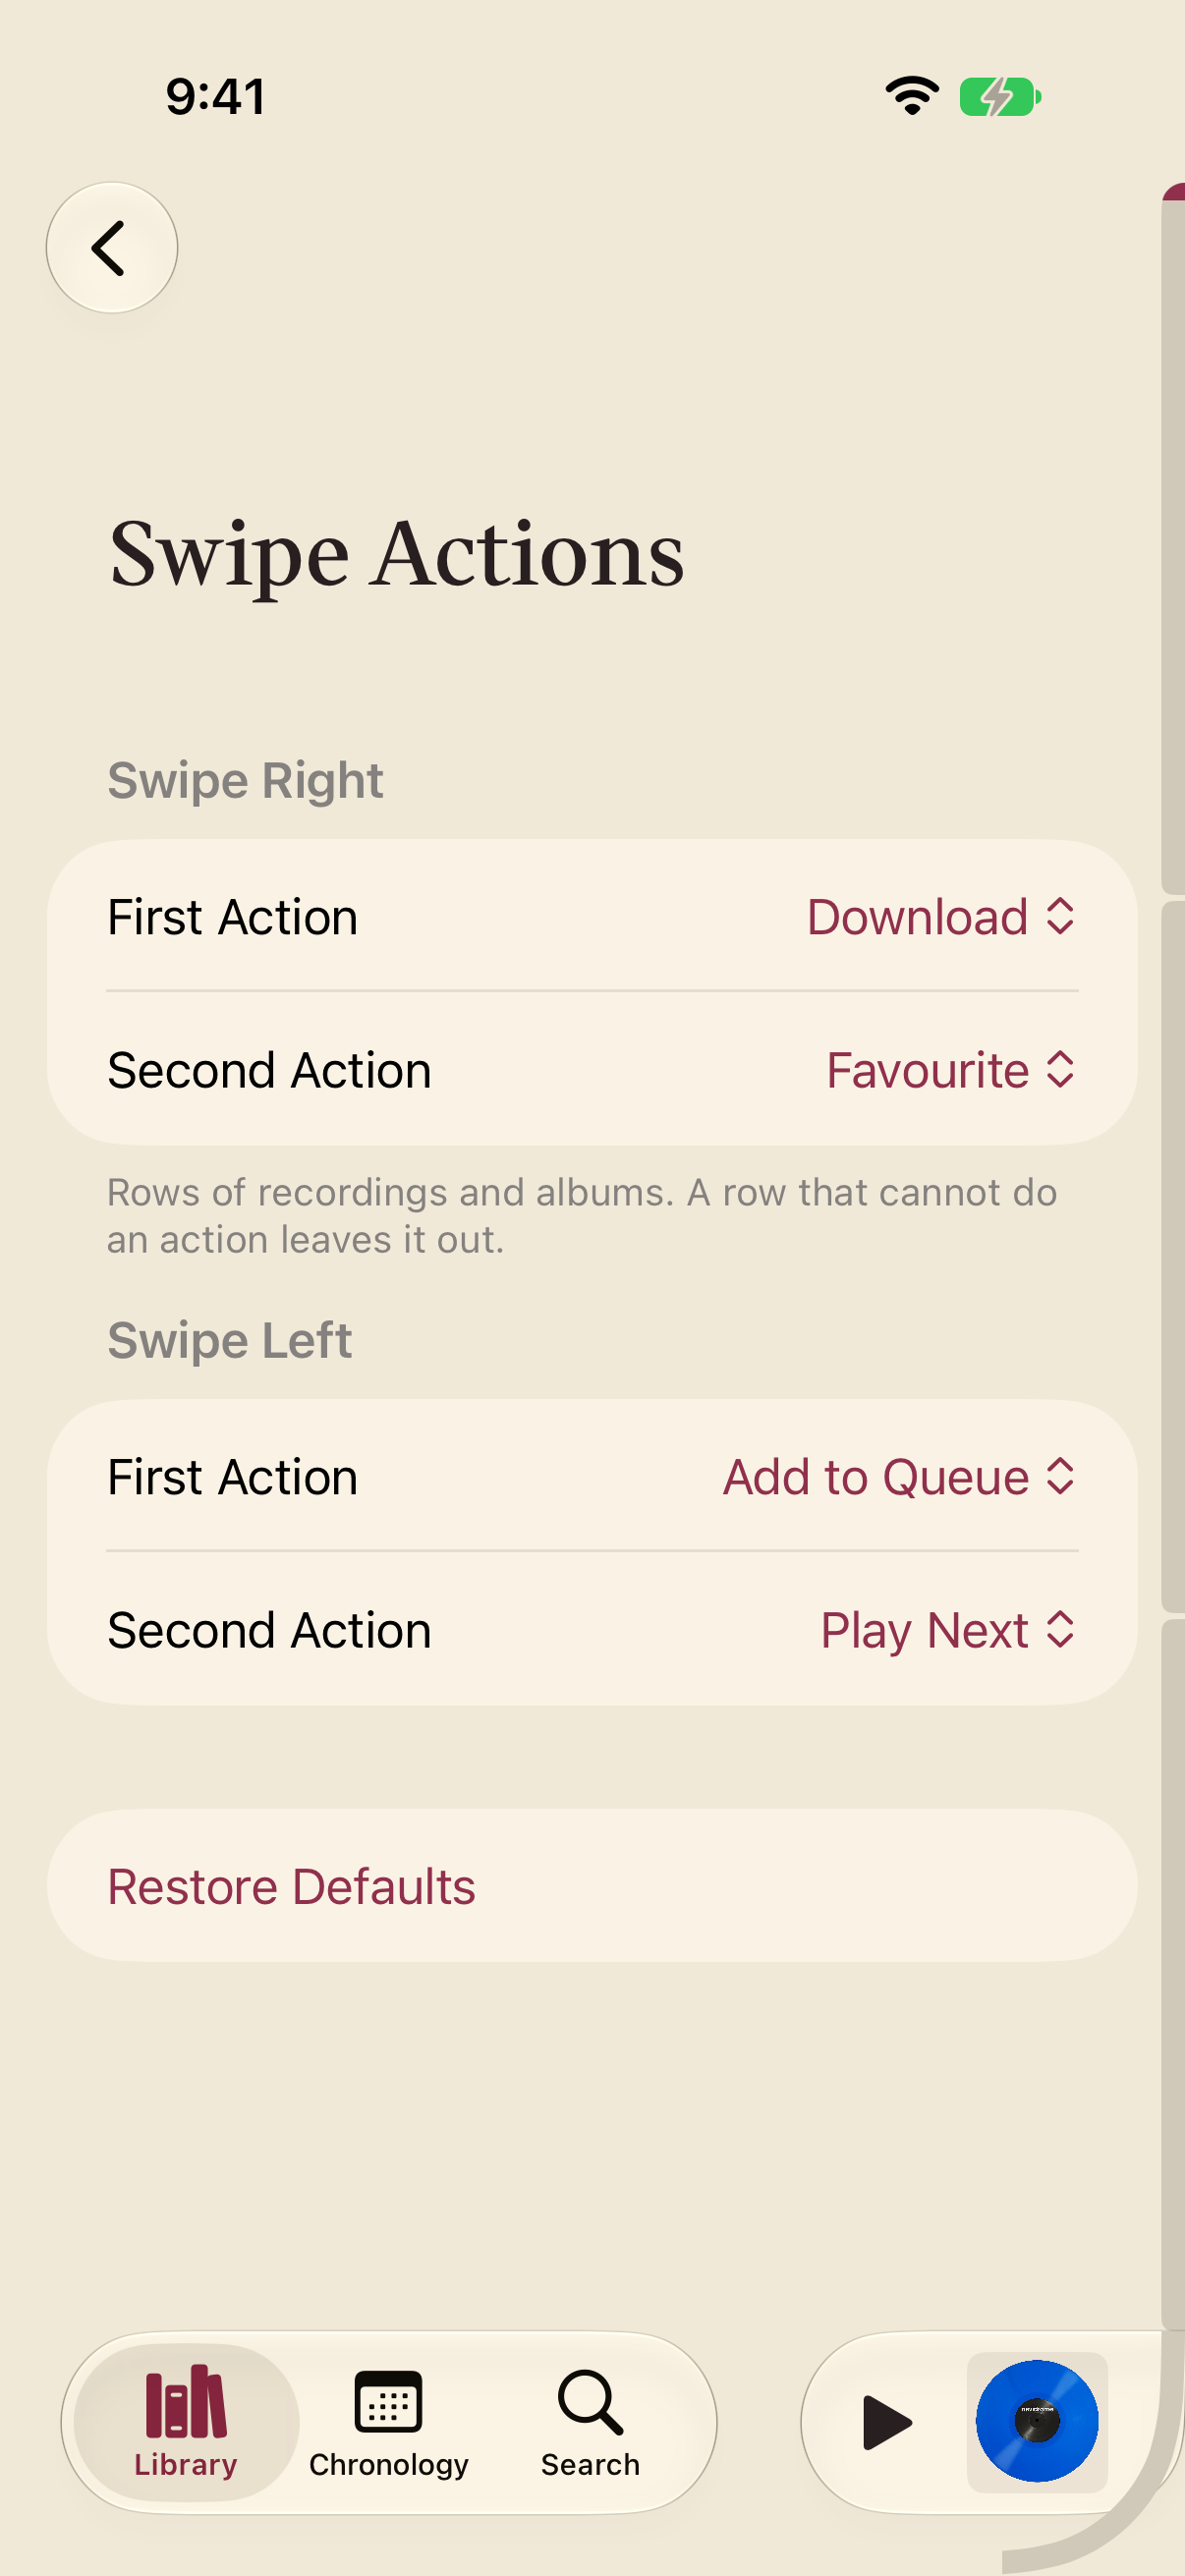 9:41
Swipe Actions
Swipe Right
First Action Download
Second Action Favourite
Rows of recordings and albums. A row that cannot do
an action leaves it out.
Swipe Left
First Action Add to Queue
Second Action Play Next
Restore Defaults
Library Chronology Search